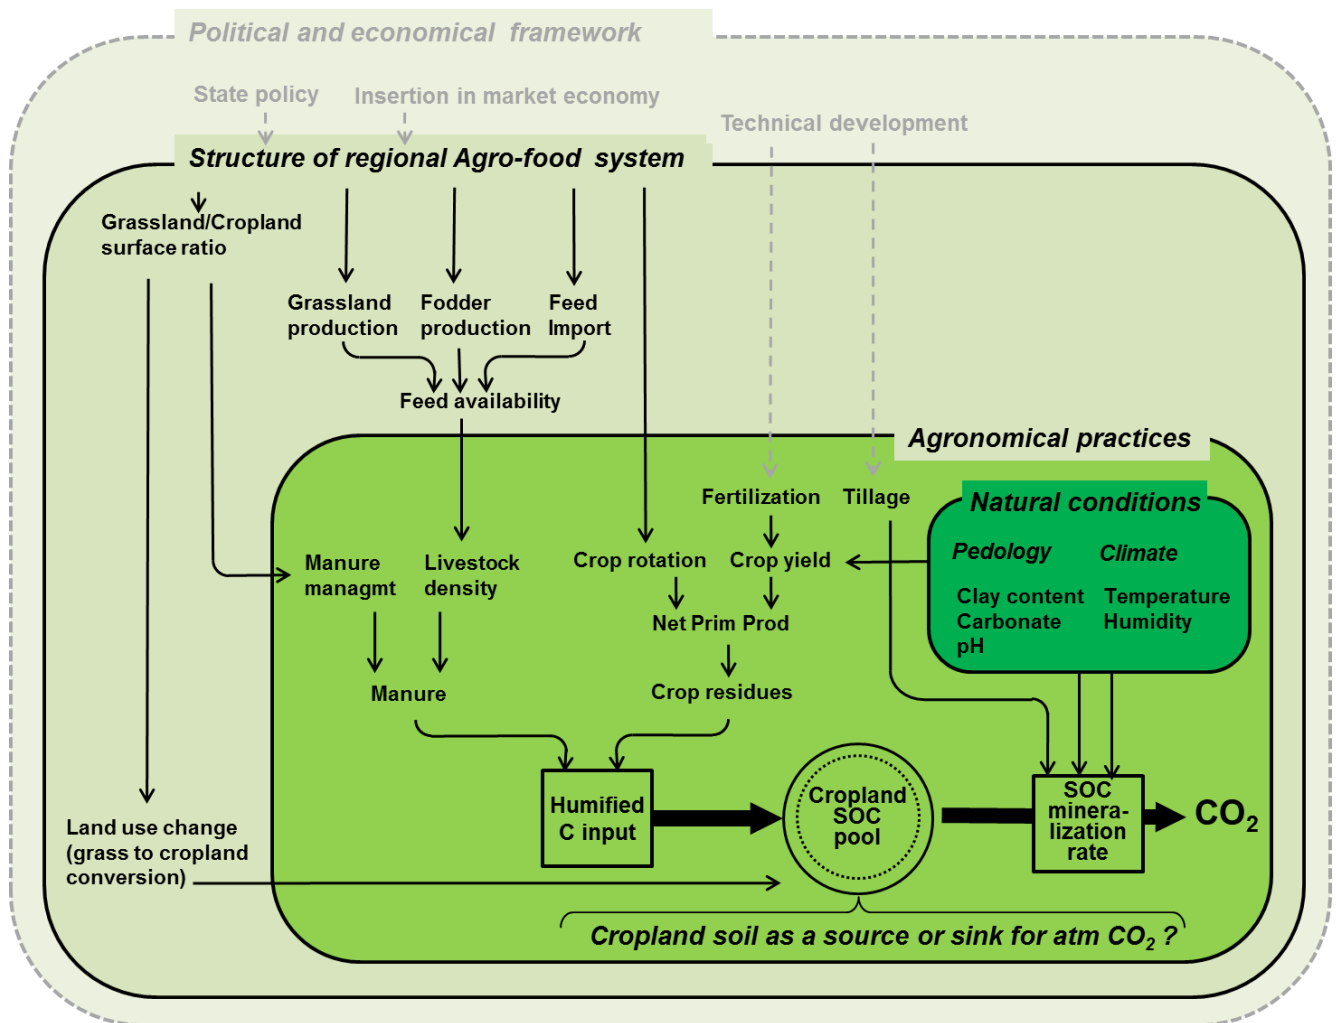 Political and economical framework
State policy
Insertion in market economy
Technical development
Structure of regional Agro-food system
Grassland/Cropland
surface ratio
Grassland
production
Fodder
production
Feed
Import
Feed availability
Agronomical practices
Fertilization
Tillage
Natural conditions
Pedology
Climate
Clay content
Carbonate
pH
Temperature
Humidity
Manure
managmt
Livestock
density
Crop rotation
Crop yield
Net Prim Prod
Manure
Crop residues
Humified
C input
Cropland
SOC
pool
SOC
minera-
lization
rate
CO₂
Land use change
(grass to cropland
conversion)
Cropland soil as a source or sink for atm CO₂ ?